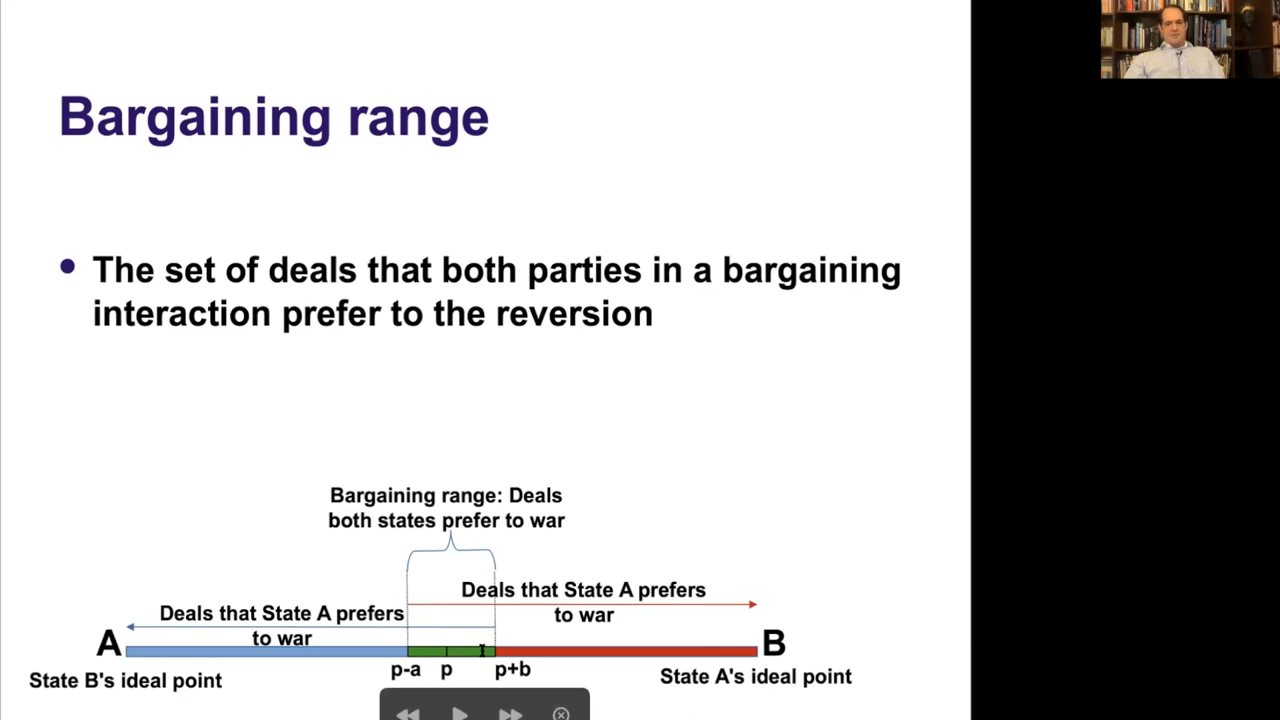 Bargaining range
• The set of deals that both parties in a bargaining
interaction prefer to the reversion
Bargaining range: Deals
both states prefer to war
Deals that State A prefers
to war
Deals that State A prefers
to war
A
B
p-a
p
p+b
State B's ideal point
State A's ideal point